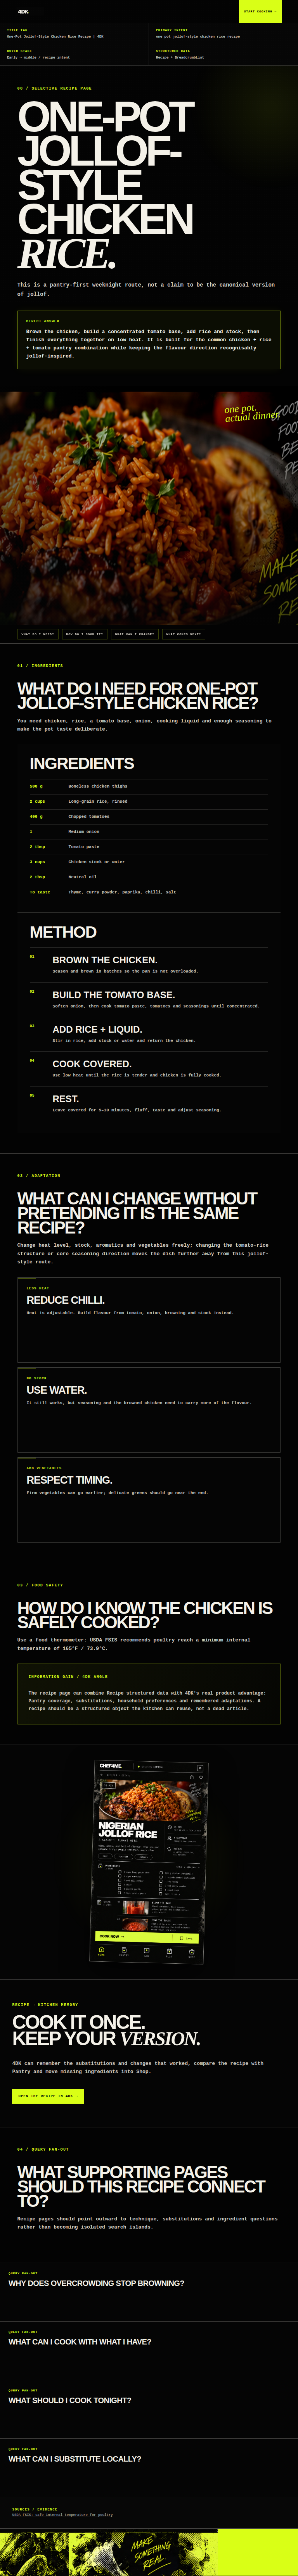 4DK
START COOKING
TITLE TAG
One-Pot Jollof-Style Chicken Rice Recipe | 4DK
PRIMARY INTENT
one pot jollof-style chicken rice recipe
BUYER STAGE
Early - middle / recipe intent
STRUCTURED DATA
Recipe + BreadcrumbList
09 / SELECTIVE RECIPE PAGE
ONE-POT
JOLLOF-
STYLE
CHICKEN
RICE.
This is a pantry-first weeknight route, not a claim to be the canonical version
of jollof.
DIRECT ANSWER
Brown the chicken, build a concentrated tomato base, add rice and stock, then
finish everything together on low heat. It is built for the common chicken + rice
+ tomato pantry combination while keeping the flavour direction recognisably
jollof-inspired.
one pot.
actual dinner.
GOOD
FOOD
MAKE
SOME
WHAT DO I NEED?
HOW DO I COOK IT?
WHAT CAN I CHANGE?
WHAT COMES NEXT?
01 / INGREDIENTS
WHAT DO I NEED FOR ONE-POT
JOLLOF-STYLE CHICKEN RICE?
You need chicken, rice, a tomato base, onion, cooking liquid and enough seasoning to
make the pot taste deliberate.
INGREDIENTS
500 g Boneless chicken thighs
2 cups Long-grain rice, rinsed
400 g Chopped tomatoes
1 Medium onion
2 tbsp Tomato paste
3 cups Chicken stock or water
2 tbsp Neutral oil
To taste Thyme, curry powder, paprika, chilli, salt
METHOD
01
BROWN THE CHICKEN.
Season and brown in batches so the pan is not overloaded.
02
BUILD THE TOMATO BASE.
Soften onion, then cook tomato paste, tomatoes and seasonings until concentrated.
03
ADD RICE + LIQUID.
Stir in rice, add stock or water and return the chicken.
04
COOK COVERED.
Use low heat until the rice is tender and chicken is fully cooked.
05
REST.
Leave covered for 5–10 minutes, fluff, taste and adjust seasoning.
02 / ADAPTATION
WHAT CAN I CHANGE WITHOUT
PRETENDING IT IS THE SAME
RECIPE?
Change heat level, stock, aromatics and vegetables freely; changing the tomato-rice
structure or core seasoning direction moves the dish further away from this jollof-
style route.
LESS HEAT
REDUCE CHILLI.
Heat is adjustable. Build flavour from tomato, onion, browning and stock instead.
NO STOCK
USE WATER.
It still works, but seasoning and the browned chicken need to carry more of the flavour.
ADD VEGETABLES
RESPECT TIMING.
Firm vegetables can go earlier; delicate greens should go near the end.
03 / FOOD SAFETY
HOW DO I KNOW THE CHICKEN IS
SAFELY COOKED?
Use a food thermometer: USDA FSIS recommends poultry reach a minimum internal
temperature of 165°F / 73.9°C.
INFORMATION GAIN / 4DK ANGLE
The recipe page can combine Recipe structured data with 4DK's real product advantage:
Pantry coverage, substitutions, household preferences and remembered adaptations. A
recipe should be a structured object the kitchen can reuse, not a dead article.
CHEF4ME.
NIGERIAN
JOLLOF RICE
A CLASSIC. ALWAYS WINS.
INGREDIENTS
COOK NOW →
RECIPE → KITCHEN MEMORY
COOK IT ONCE.
KEEP YOUR VERSION.
4DK can remember the substitutions and changes that worked, compare the recipe with
Pantry and move missing ingredients into Shop.
OPEN THE RECIPE IN 4DK →
04 / QUERY FAN-OUT
WHAT SUPPORTING PAGES
SHOULD THIS RECIPE CONNECT
TO?
Recipe pages should point outward to technique, substitutions and ingredient questions
rather than becoming isolated search islands.
QUERY FAN-OUT
WHY DOES OVERCROWDING STOP BROWNING?
QUERY FAN-OUT
WHAT CAN I COOK WITH WHAT I HAVE?
QUERY FAN-OUT
WHAT SHOULD I COOK TONIGHT?
QUERY FAN-OUT
WHAT CAN I SUBSTITUTE LOCALLY?
SOURCES / EVIDENCE
USDA FSIS: safe internal temperature for poultry
MAKE
SOMETHING
REAL.